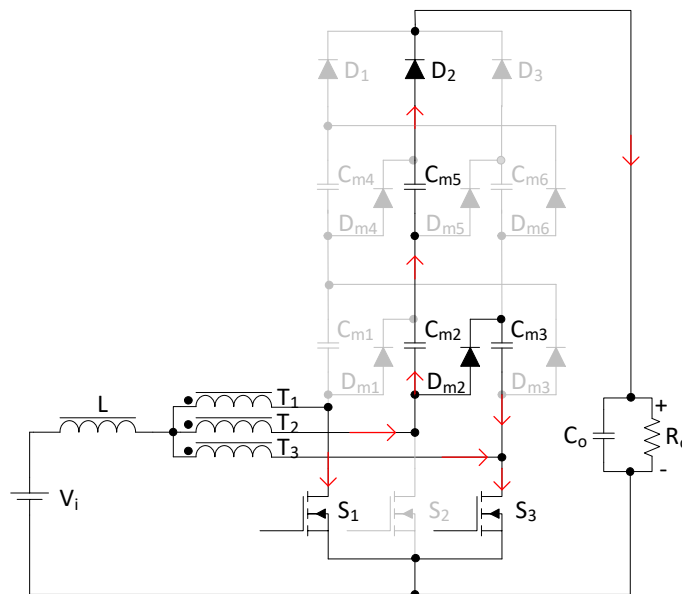 D1 D2 D3
Cm4 Cm5 Cm6
Dm4 Dm5 Dm6
Cm1 Cm2 Cm3
Dm1 Dm2 Dm3
L T1
T2
T3
+
Co Ro
-
Vi
S1 S2 S3